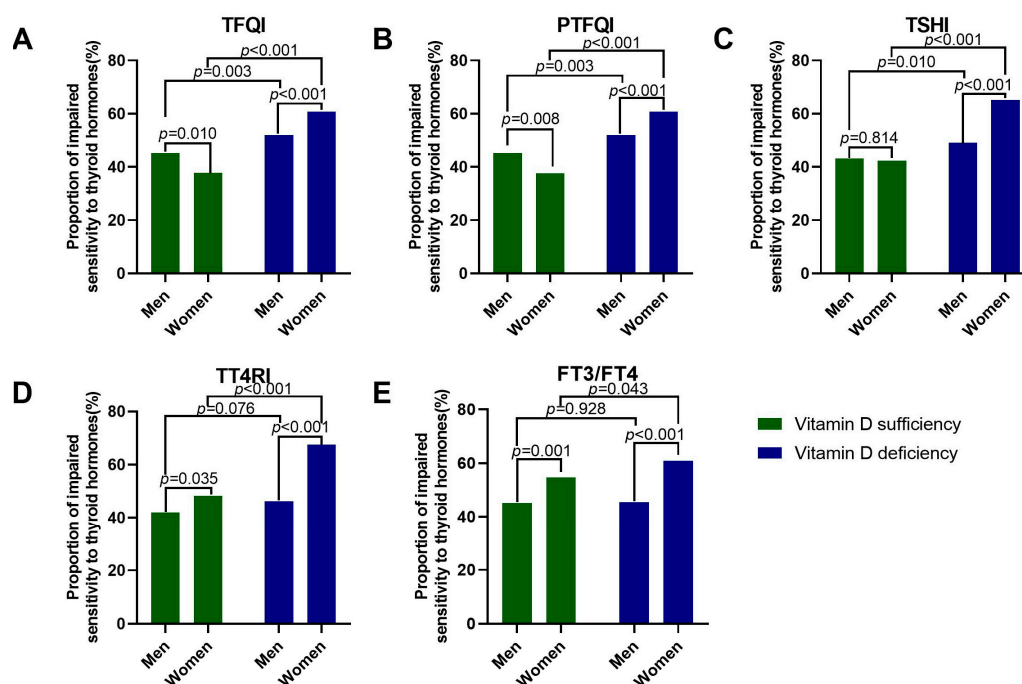 A
TFQI
p<0.001
p=0.003
p<0.001
p=0.010
Proportion of impaired
sensitivity to thyroid hormones(%)
80
60
40
20
0
Men
Women
Men
Women
B
PTFQI
p<0.001
p=0.003
p<0.001
p=0.008
Proportion of impaired
sensitivity to thyroid hormones(%)
80
60
40
20
0
Men
Women
Men
Women
C
TSHI
p<0.001
p=0.010
p<0.001
p=0.814
Proportion of impaired
sensitivity to thyroid hormones(%)
80
60
40
20
0
Men
Women
Men
Women
D
TT4RI
p<0.001
p=0.076
p<0.001
p=0.035
Proportion of impaired
sensitivity to thyroid hormones(%)
80
60
40
20
0
Men
Women
Men
Women
E
FT3/FT4
p=0.043
p=0.928
p<0.001
p=0.001
Proportion of impaired
sensitivity to thyroid hormones(%)
80
60
40
20
0
Men
Women
Men
Women
Vitamin D sufficiency
Vitamin D deficiency